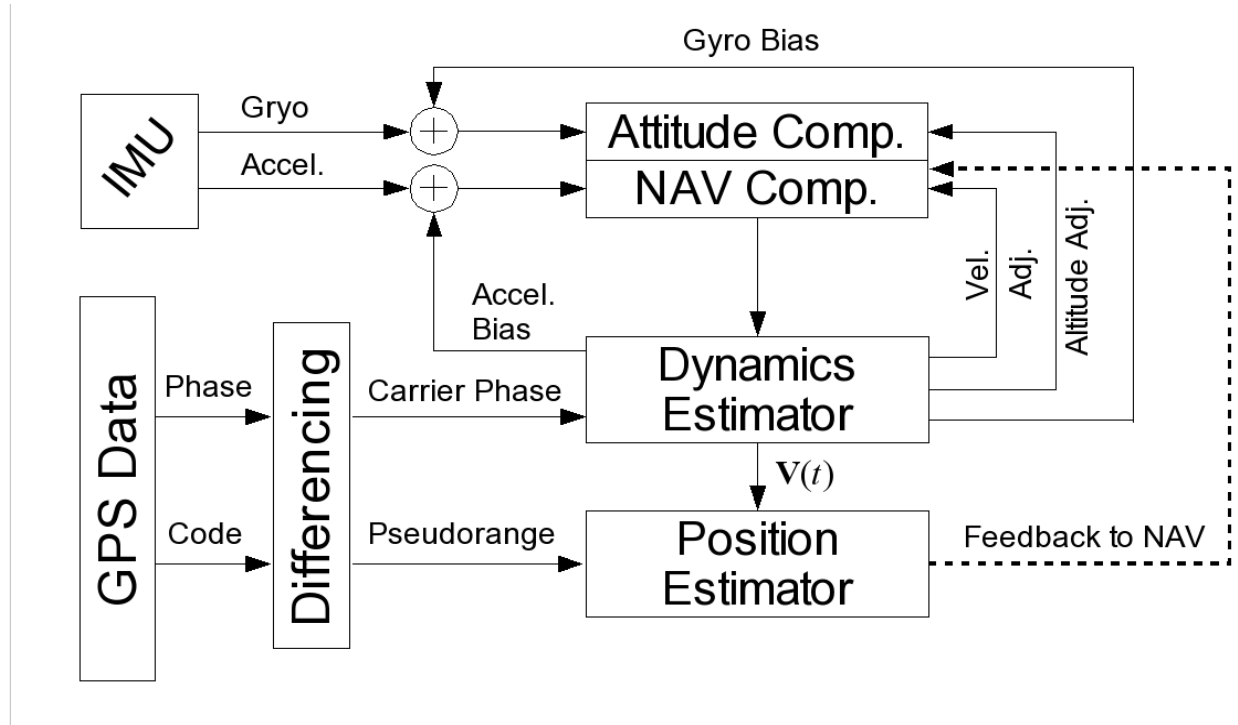 Gyro Bias
IMU
Gryo
Accel.
+
+
Attitude Comp.
NAV Comp.
Accel.
Bias
Vel.
Adj.
Altitude Adj.
GPS Data
Phase
Code
Differencing
Carrier Phase
Pseudorange
Dynamics
Estimator
V(t)
Position
Estimator
Feedback to NAV